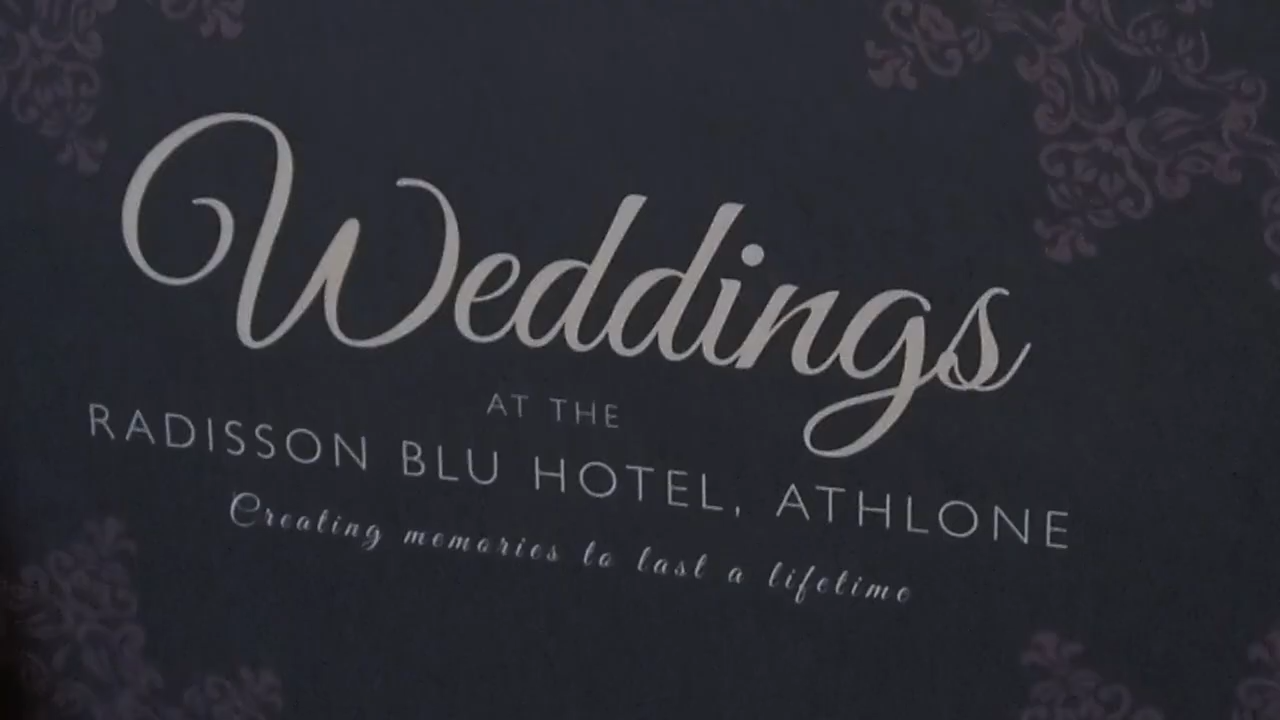 Weddings
AT THE
RADISSON BLU HOTEL, ATHLONE
Creating memories to last a lifetime